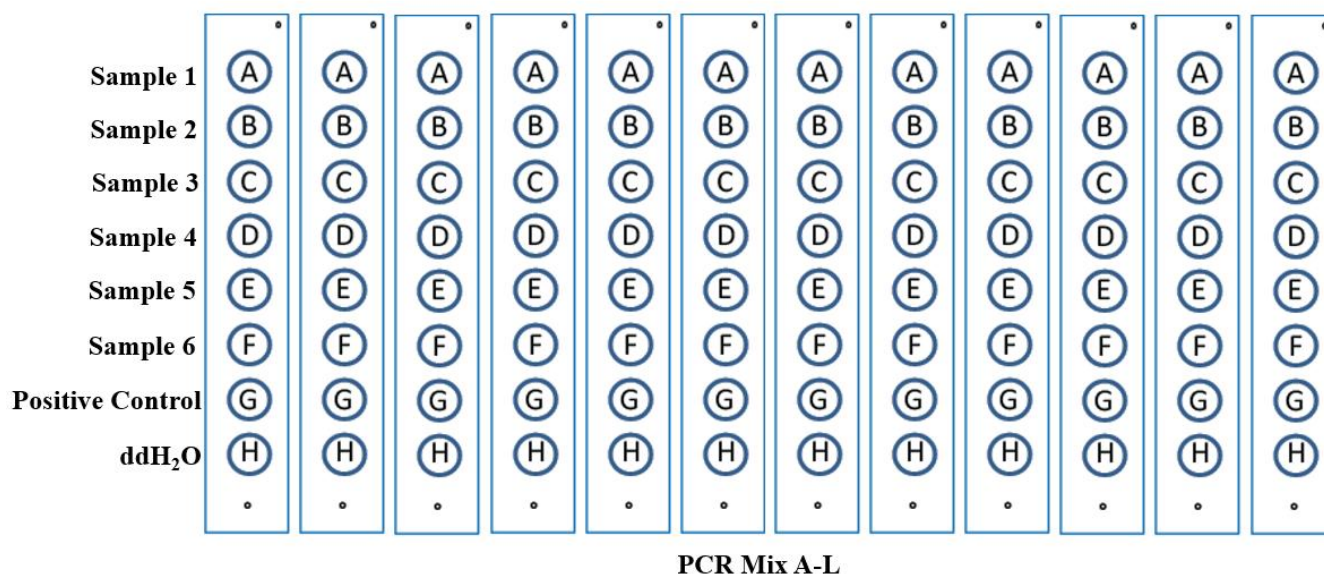 Sample 1 A A A A A A A A A A A A
Sample 2 B B B B B B B B B B B B
Sample 3 C C C C C C C C C C C C
Sample 4 D D D D D D D D D D D D
Sample 5 E E E E E E E E E E E E
Sample 6 F F F F F F F F F F F F
Positive Control G G G G G G G G G G G G
ddH₂O H H H H H H H H H H H H
PCR Mix A-L